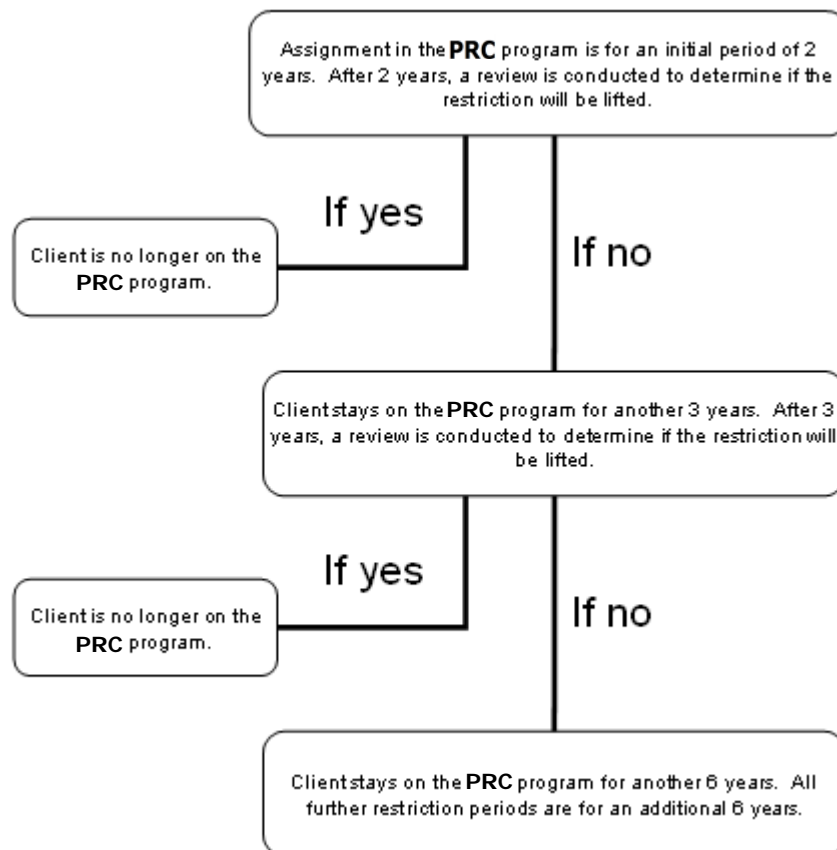 Assignment in the PRC program is for an initial period of 2
years. After 2 years, a review is conducted to determine if the
restriction will be lifted.
If yes
Client is no longer on the
PRC program.
If no
Client stays on the PRC program for another 3 years. After 3
years, a review is conducted to determine if the restriction will
be lifted.
If yes
Client is no longer on the
PRC program.
If no
Client stays on the PRC program for another 6 years. All
further restriction periods are for an additional 6 years.